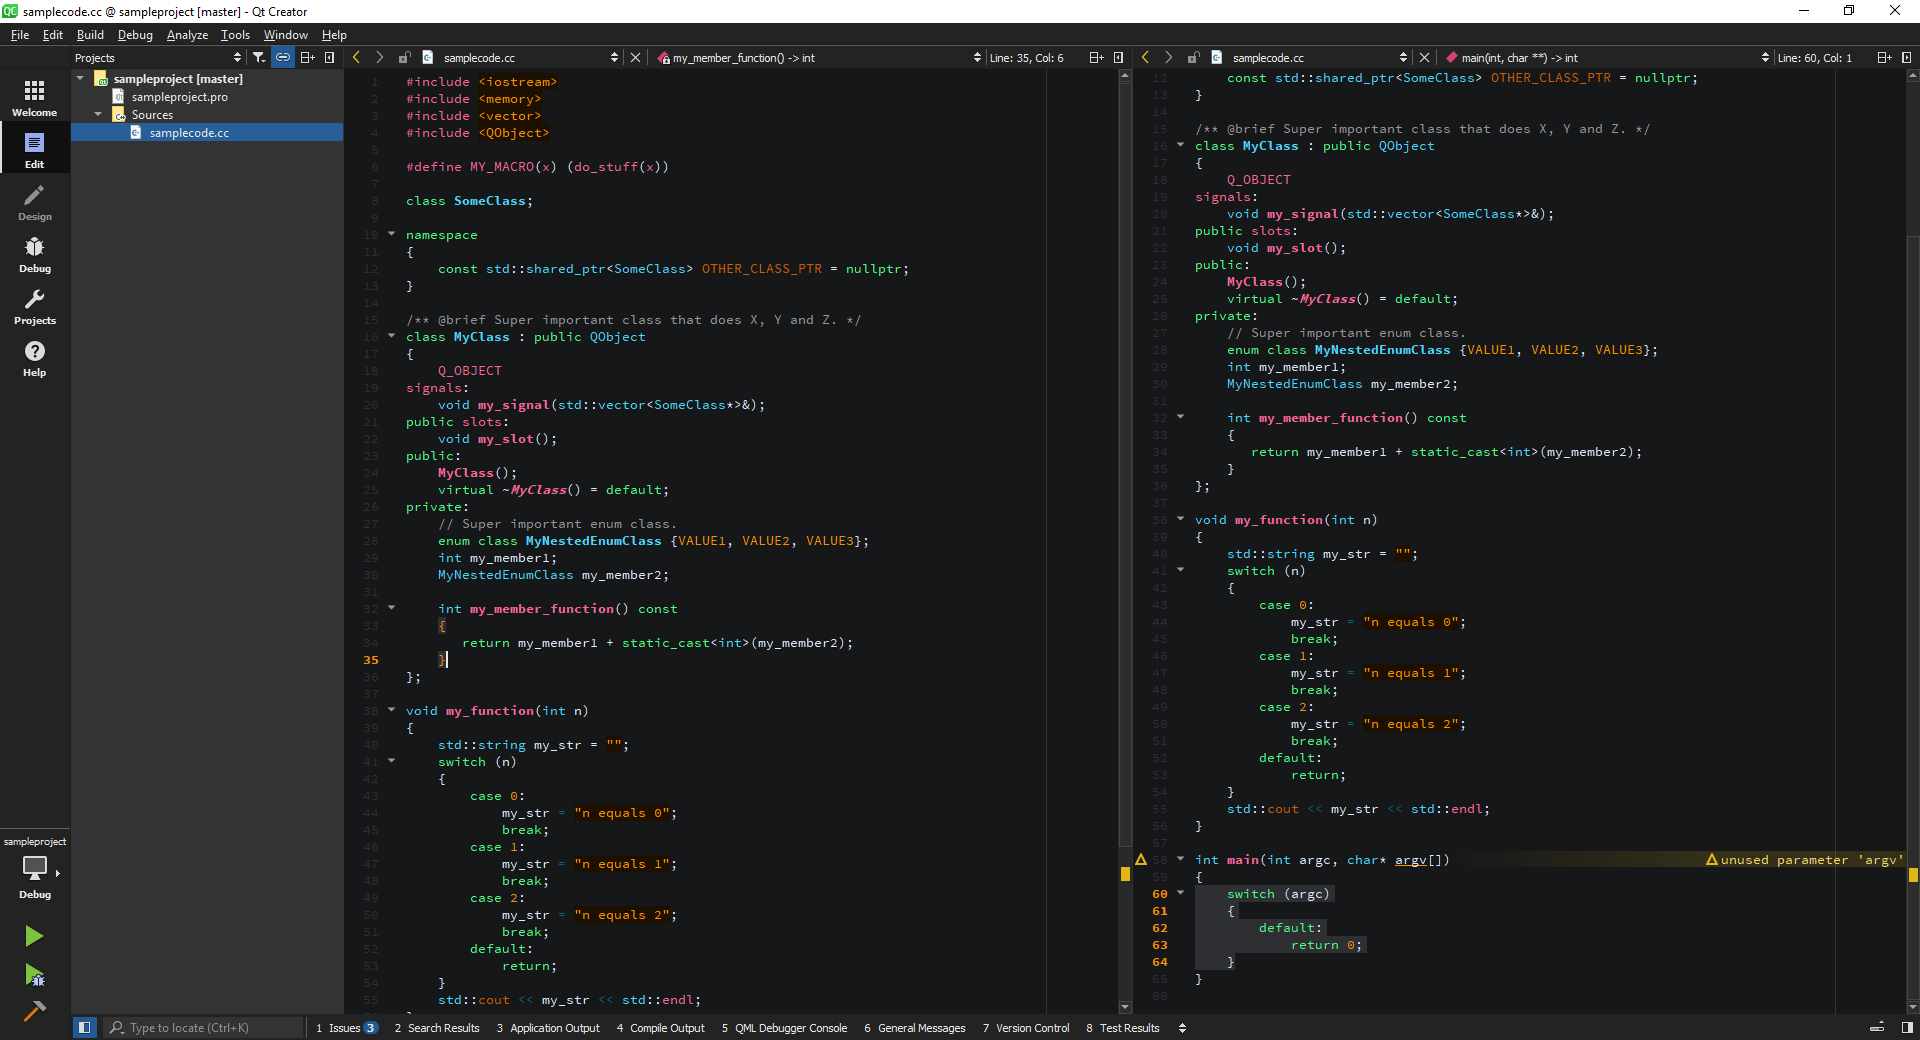 samplecode.cc @ sampleproject [master] - Qt Creator
File Edit Build Debug Analyze Tools Window Help
Projects
sampleproject [master]
sampleproject.pro
Sources
samplecode.cc
Welcome
Edit
Design
Debug
Projects
Help
sampleproject
Debug
samplecode.cc my_member_function() -> int Line: 35, Col: 6
1 #include <iostream>
2 #include <memory>
3 #include <vector>
4 #include <QObject>
5
6 #define MY_MACRO(x) (do_stuff(x))
7
8 class SomeClass;
9
10 namespace
11 {
12     const std::shared_ptr<SomeClass> OTHER_CLASS_PTR = nullptr;
13 }
14
15 /** @brief Super important class that does X, Y and Z. */
16 class MyClass : public QObject
17 {
18     Q_OBJECT
19 signals:
20     void my_signal(std::vector<SomeClass*>&);
21 public slots:
22     void my_slot();
23 public:
24     MyClass();
25     virtual ~MyClass() = default;
26 private:
27     // Super important enum class.
28     enum class MyNestedEnumClass {VALUE1, VALUE2, VALUE3};
29     int my_member1;
30     MyNestedEnumClass my_member2;
31
32     int my_member_function() const
33     {
34        return my_member1 + static_cast<int>(my_member2);
35     }
36 };
37
38 void my_function(int n)
39 {
40     std::string my_str = "";
41     switch (n)
42     {
43         case 0:
44             my_str = "n equals 0";
45             break;
46         case 1:
47             my_str = "n equals 1";
48             break;
49         case 2:
50             my_str = "n equals 2";
51             break;
52         default:
53             return;
54     }
55     std::cout << my_str << std::endl;
samplecode.cc main(int, char **) -> int Line: 60, Col: 1
12     const std::shared_ptr<SomeClass> OTHER_CLASS_PTR = nullptr;
13 }
14
15 /** @brief Super important class that does X, Y and Z. */
16 class MyClass : public QObject
17 {
18     Q_OBJECT
19 signals:
20     void my_signal(std::vector<SomeClass*>&);
21 public slots:
22     void my_slot();
23 public:
24     MyClass();
25     virtual ~MyClass() = default;
26 private:
27     // Super important enum class.
28     enum class MyNestedEnumClass {VALUE1, VALUE2, VALUE3};
29     int my_member1;
30     MyNestedEnumClass my_member2;
31
32     int my_member_function() const
33     {
34        return my_member1 + static_cast<int>(my_member2);
35     }
36 };
37
38 void my_function(int n)
39 {
40     std::string my_str = "";
41     switch (n)
42     {
43         case 0:
44             my_str = "n equals 0";
45             break;
46         case 1:
47             my_str = "n equals 1";
48             break;
49         case 2:
50             my_str = "n equals 2";
51             break;
52         default:
53             return;
54     }
55     std::cout << my_str << std::endl;
56 }
57
58 int main(int argc, char* argv[]) unused parameter 'argv'
59 {
60     switch (argc)
61     {
62         default:
63             return 0;
64     }
65 }
66
Type to locate (Ctrl+K) 1 Issues 3 2 Search Results 3 Application Output 4 Compile Output 5 QML Debugger Console 6 General Messages 7 Version Control 8 Test Results